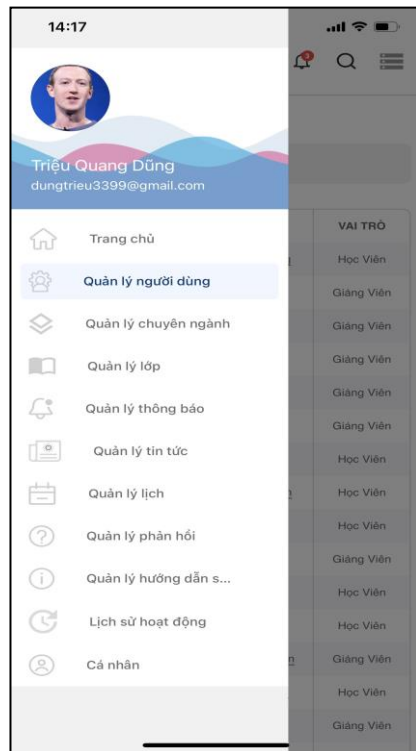 14:17
3
Triệu Quang Dũng
dungtrieu3399@gmail.com
Trang chủ
Quản lý người dùng
Quản lý chuyên ngành
Quản lý lớp
Quản lý thông báo
Quản lý tin tức
Quản lý lịch
Quản lý phản hồi
Quản lý hướng dẫn s...
Lịch sử hoạt động
Cá nhân
VAI TRÒ
Học Viên
Giảng Viên
Giảng Viên
Giảng Viên
Giảng Viên
Giảng Viên
Học Viên
Học Viên
Học Viên
Giảng Viên
Học Viên
Học Viên
Giảng Viên
Học Viên
Giảng Viên